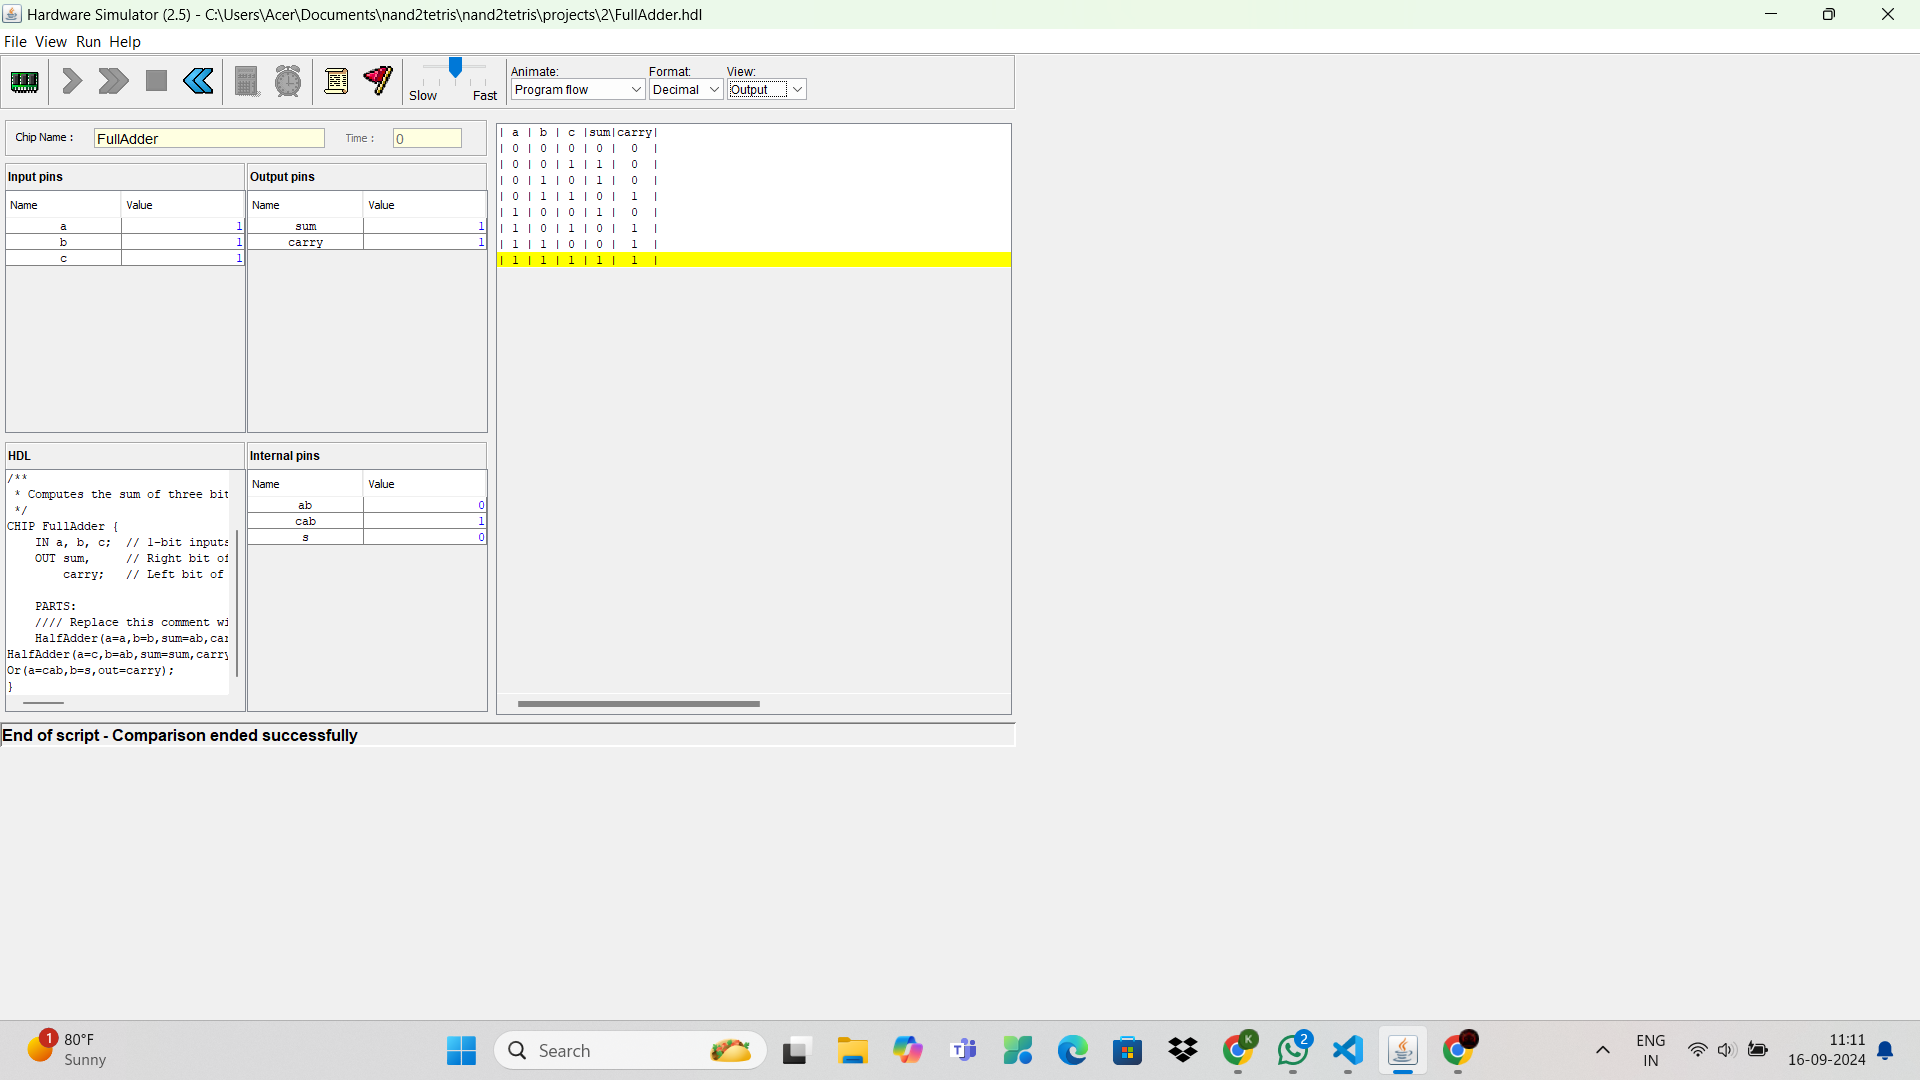 Hardware Simulator (2.5) - C:\Users\Acer\Documents\nand2tetris\nand2tetris\projects\2\FullAdder.hdl
File View Run Help
Slow Fast
Animate: Format: View:
Program flow Decimal Output
Chip Name : FullAdder Time : 0
Input pins
Name Value
a 1
b 1
c 1
Output pins
Name Value
sum 1
carry 1
| a | b | c |sum|carry|
| 0 | 0 | 0 | 0 | 0 |
| 0 | 0 | 1 | 1 | 0 |
| 0 | 1 | 0 | 1 | 0 |
| 0 | 1 | 1 | 0 | 1 |
| 1 | 0 | 0 | 1 | 0 |
| 1 | 0 | 1 | 0 | 1 |
| 1 | 1 | 0 | 0 | 1 |
| 1 | 1 | 1 | 1 | 1 |
HDL
/**
* Computes the sum of three bit
*/
CHIP FullAdder {
IN a, b, c; // 1-bit inputs
OUT sum, // Right bit of
carry; // Left bit of
PARTS:
//// Replace this comment wi
HalfAdder(a=a,b=b,sum=ab,car
HalfAdder(a=c,b=ab,sum=sum,carry
Or(a=cab,b=s,out=carry);
}
Internal pins
Name Value
ab 0
cab 1
s 0
End of script - Comparison ended successfully
1
80°F
Sunny
Search
K
2
ENG
IN
11:11
16-09-2024